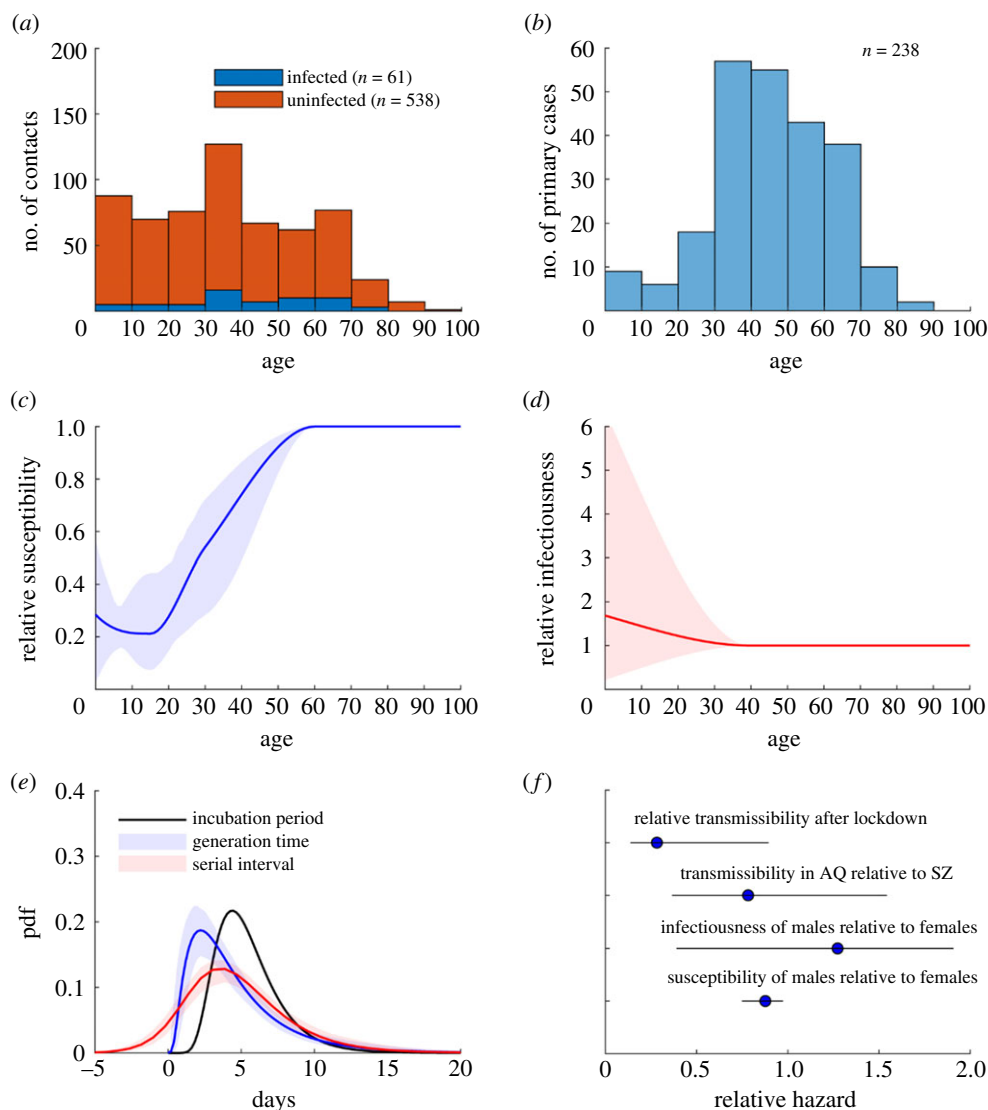 (a)
200
150
100
50
0
10 20 30 40 50 60 70 80 90 100
age
no. of contacts
infected (n = 61)
uninfected (n = 538)
(b)
60
50
40
30
20
10
0
10 20 30 40 50 60 70 80 90 100
age
no. of primary cases
n = 238
(c)
1.0
0.8
0.6
0.4
0.2
0
10 20 30 40 50 60 70 80 90 100
age
relative susceptibility
(d)
6
5
4
3
2
1
0
10 20 30 40 50 60 70 80 90 100
age
relative infectiousness
(e)
0.4
0.3
0.2
0.1
0
–5 0 5 10 15 20
days
pdf
incubation period
generation time
serial interval
(f)
relative transmissibility after lockdown
transmissibility in AQ relative to SZ
infectiousness of males relative to females
susceptibility of males relative to females
0 0.5 1.0 1.5 2.0
relative hazard